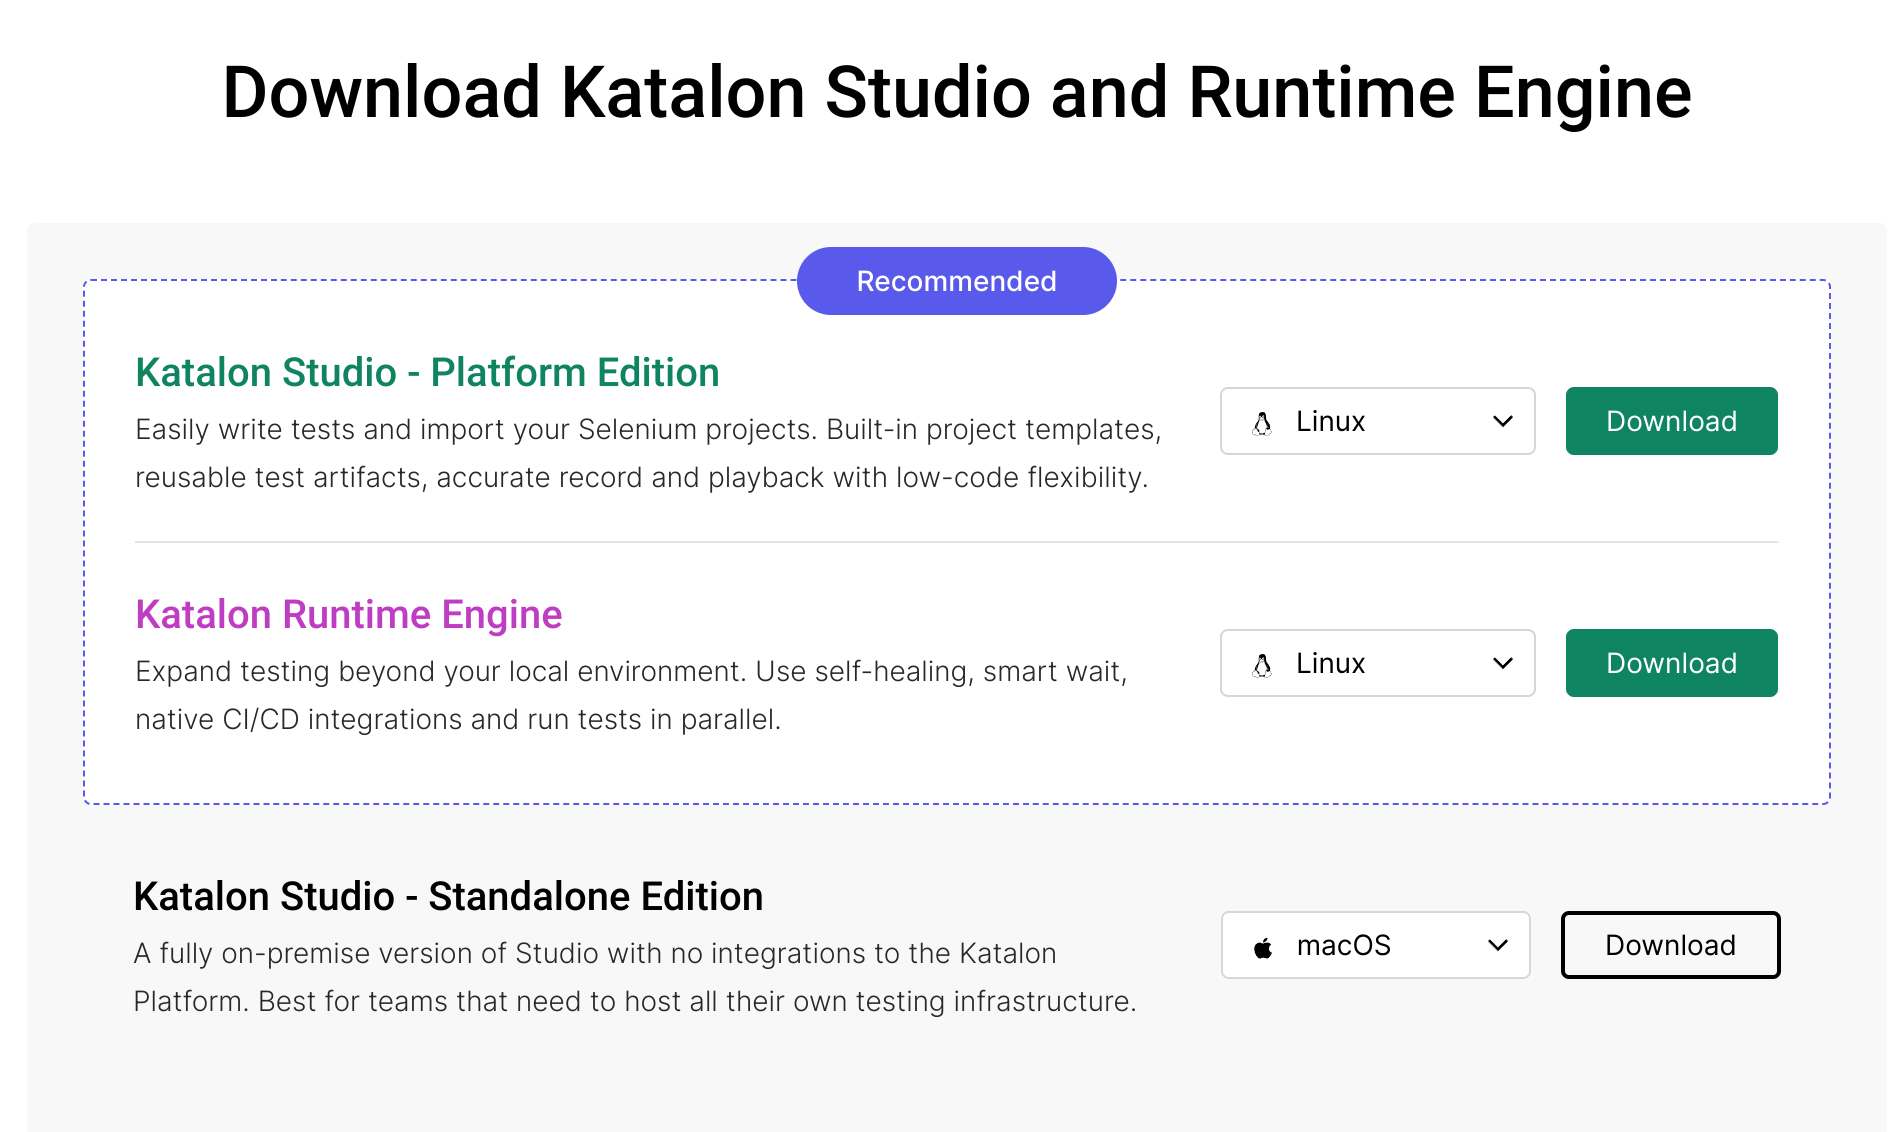 Download Katalon Studio and Runtime Engine
Recommended
Katalon Studio - Platform Edition
Easily write tests and import your Selenium projects. Built-in project templates,
reusable test artifacts, accurate record and playback with low-code flexibility.
Linux
Download
Katalon Runtime Engine
Expand testing beyond your local environment. Use self-healing, smart wait,
native CI/CD integrations and run tests in parallel.
Linux
Download
Katalon Studio - Standalone Edition
A fully on-premise version of Studio with no integrations to the Katalon
Platform. Best for teams that need to host all their own testing infrastructure.
macOS
Download